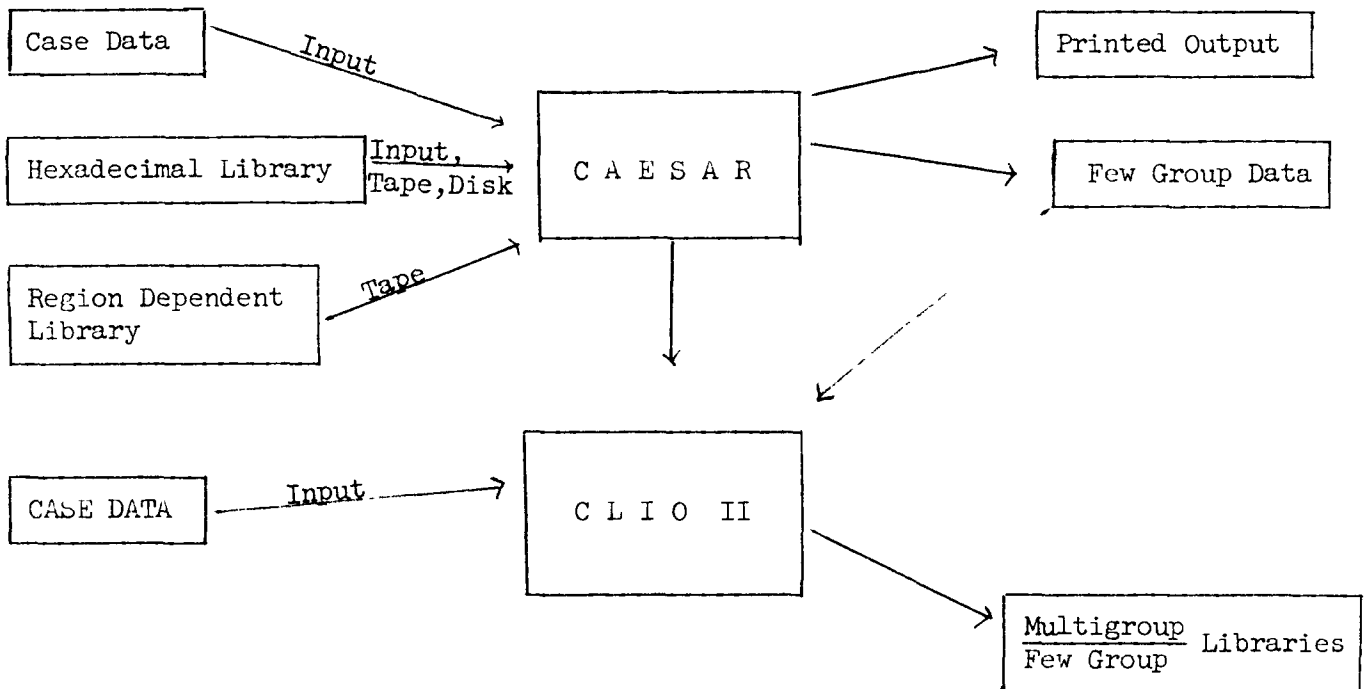 Case Data
Input
Printed Output
Hexadecimal Library
Input,
Tape,Disk
C A E S A R
Few Group Data
Region Dependent
Library
Tape
CASE DATA
Input
C L I O II
Multigroup
Few Group
Libraries